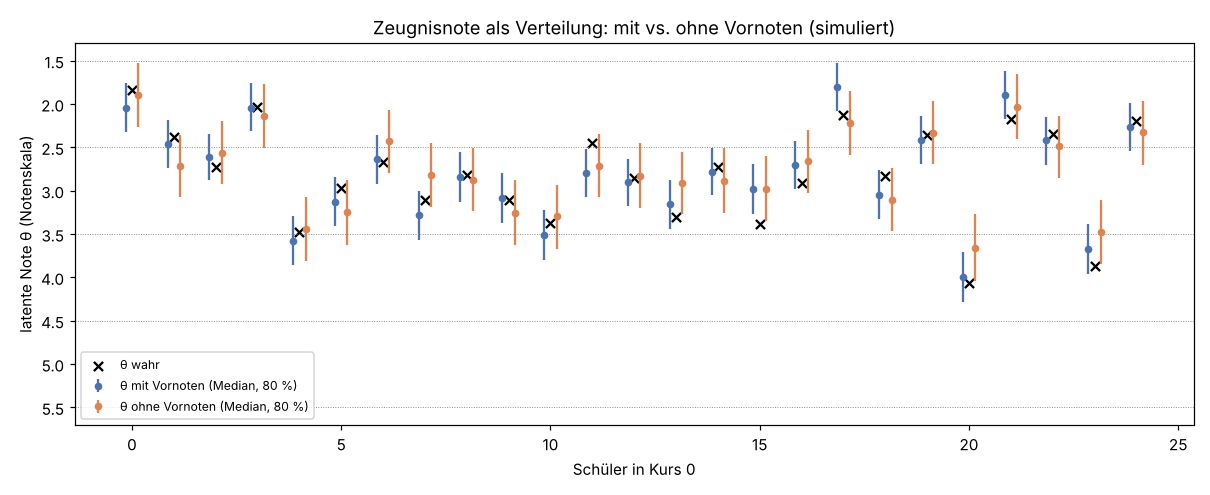 Zeugnisnote als Verteilung: mit vs. ohne Vornoten (simuliert)
latente Note θ (Notenskala)
1.5
2.0
2.5
3.0
3.5
4.0
4.5
5.0
5.5
θ wahr
θ mit Vornoten (Median, 80 %)
θ ohne Vornoten (Median, 80 %)
0
5
10
15
20
25
Schüler in Kurs 0